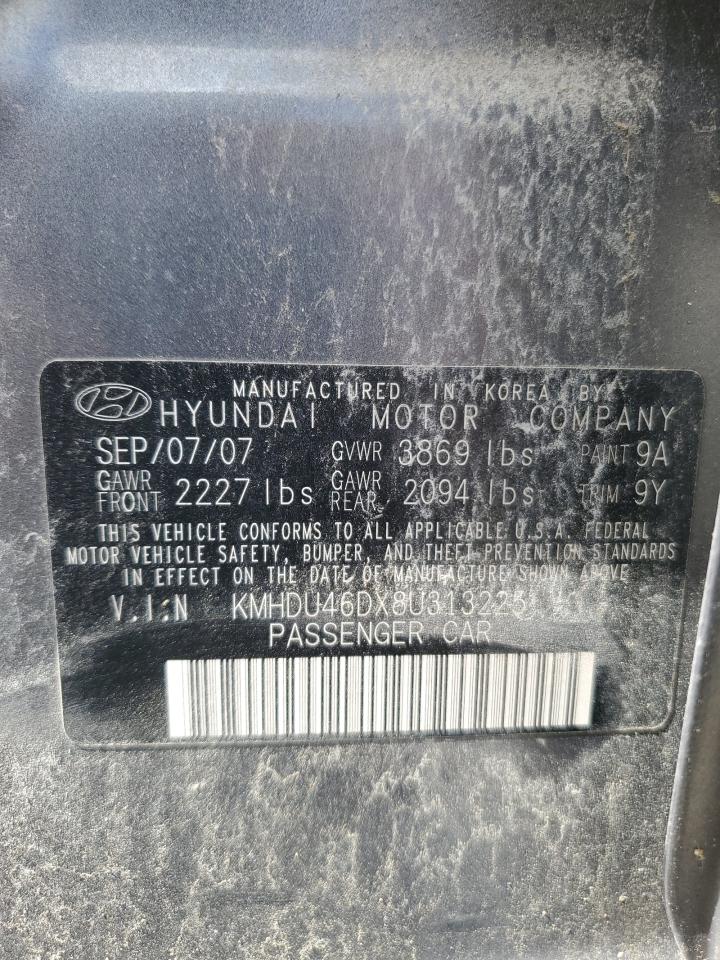 MANUFACTURED IN KOREA BY
HYUNDAI MOTOR COMPANY
SEP/07/07 GVWR 3869 lbs PAINT 9A
GAWR FRONT 2227 lbs GAWR REAR 2094 lbs TRIM 9Y
THIS VEHICLE CONFORMS TO ALL APPLICABLE U.S.A. FEDERAL
MOTOR VEHICLE SAFETY, BUMPER, AND THEFT PREVENTION STANDARDS
IN EFFECT ON THE DATE OF MANUFACTURE SHOWN ABOVE
V.I.N KMHDU46DX8U313225
PASSENGER CAR